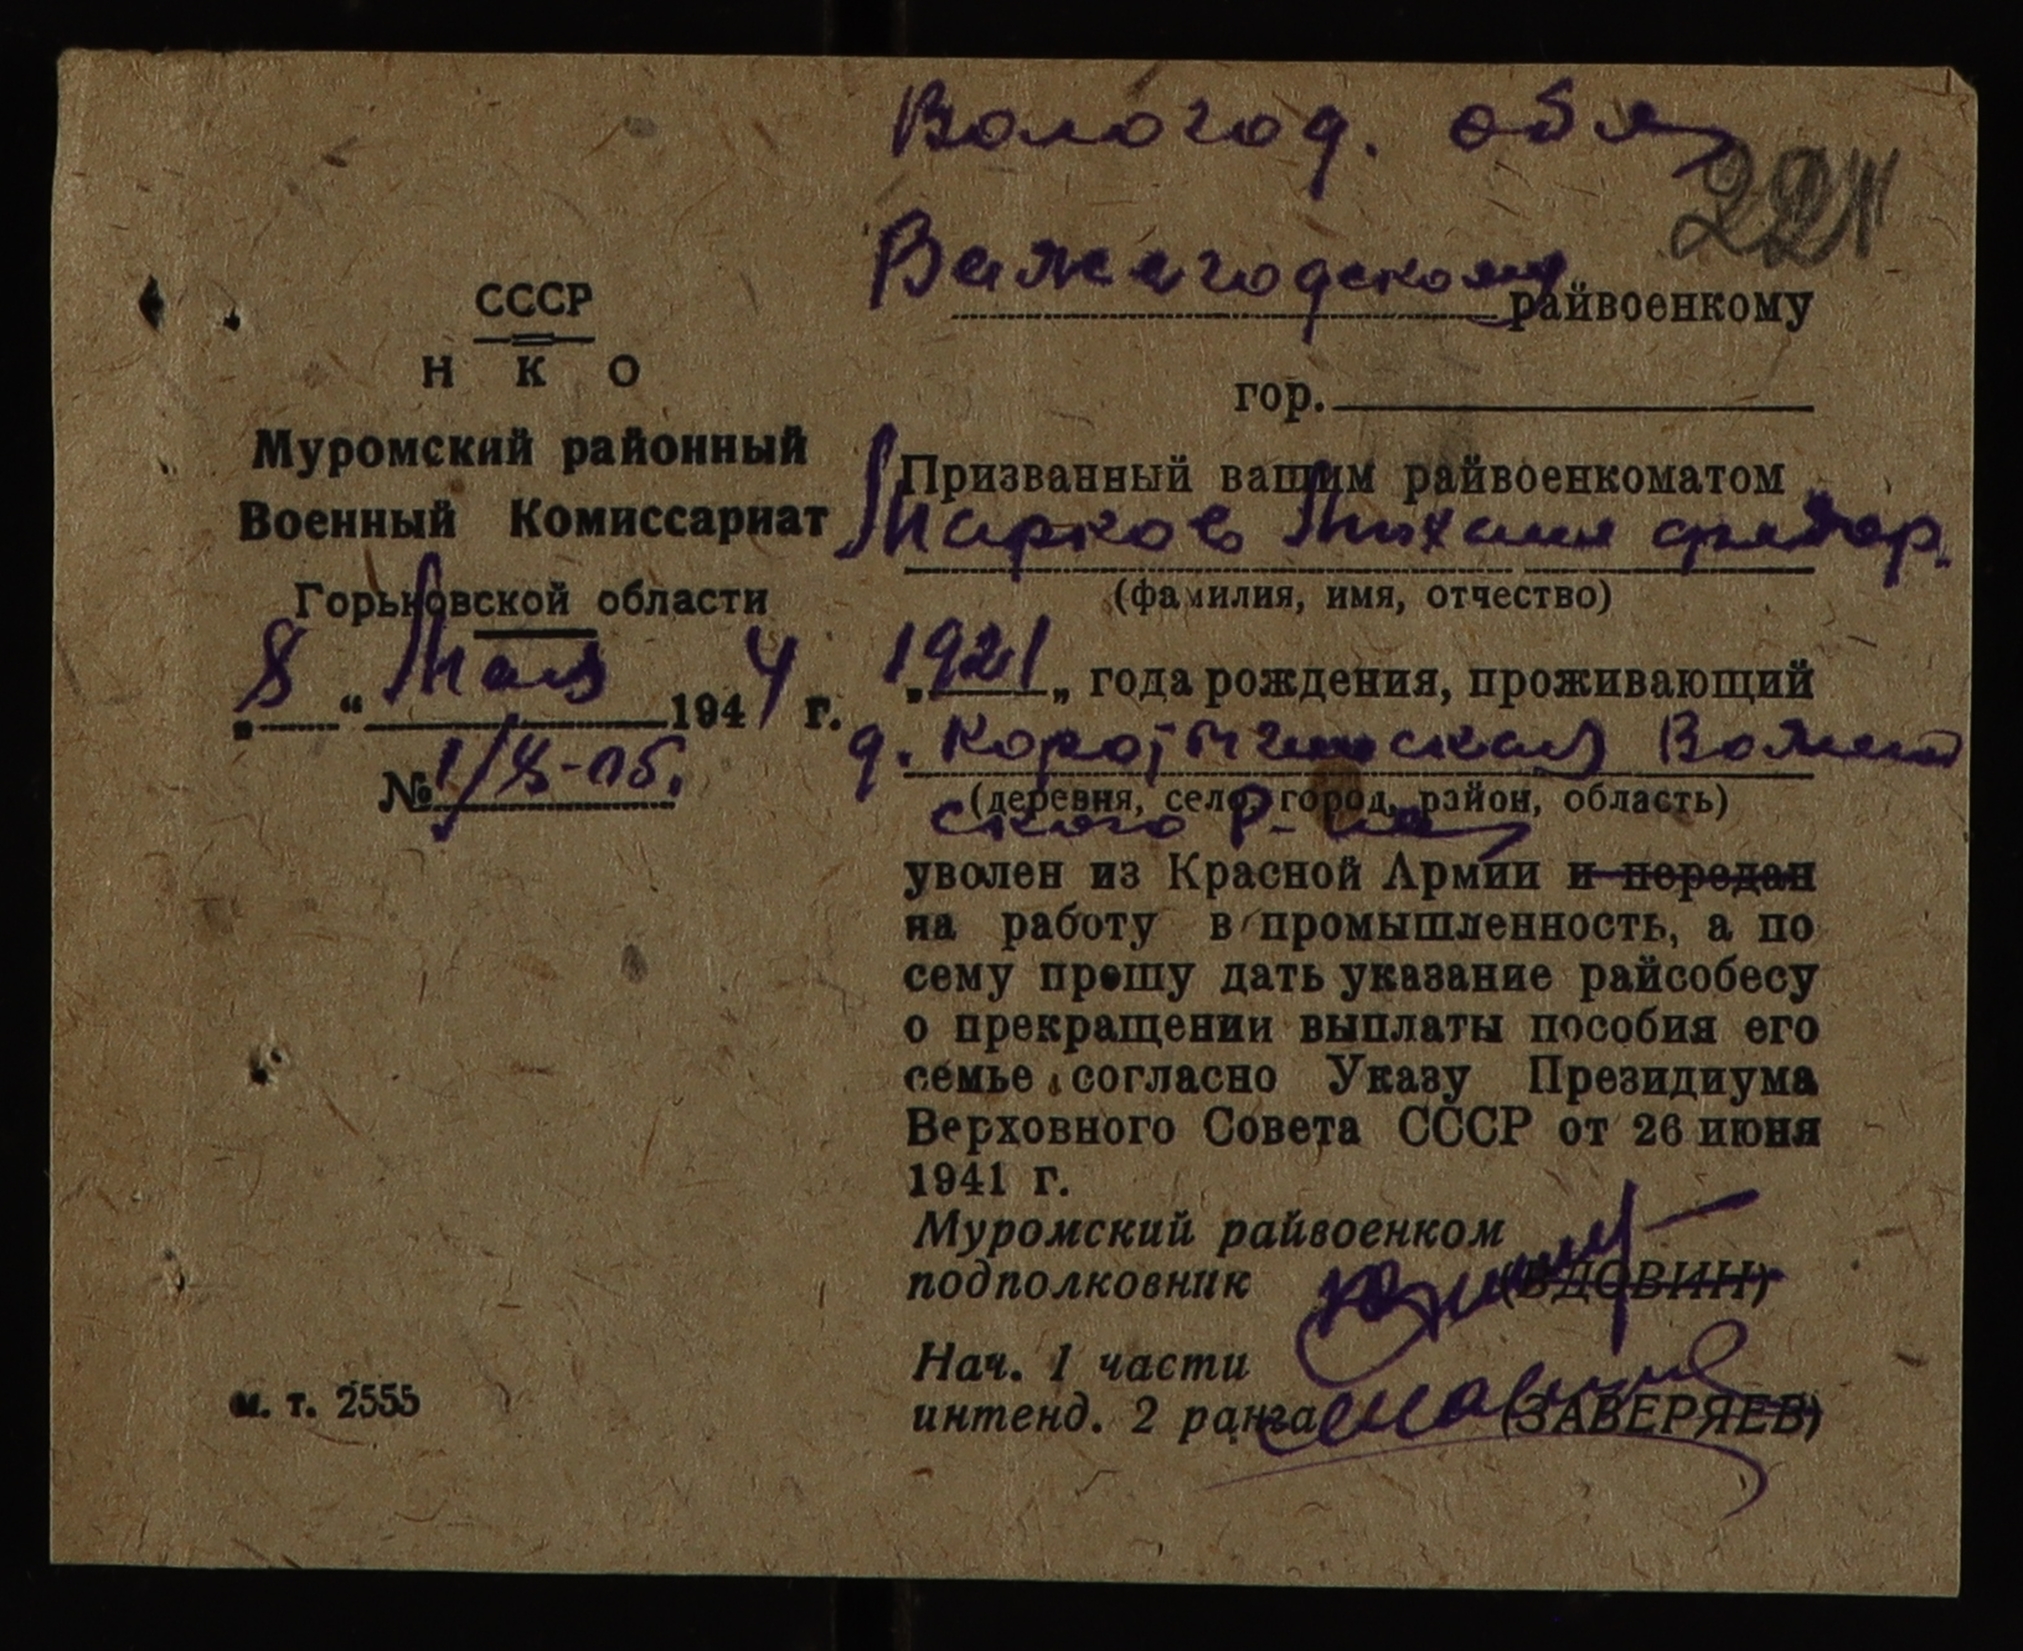 СССР
Н К О
Муромский районный
Военный Комиссариат
Горьковской области
„8“ Мая 1944 г.
№ 1/8-пб.
м. т. 2555
Вологод. обл
221
Вожегодскому райвоенкому
гор.
Призванный вашим райвоенкоматом
Марков Михаил Федор.
(фамилия, имя, отчество)
„1921„ года рождения, проживающий
д.
(деревня, село, город, район, область)
ского р-на
уволен из Красной Армии и передан
на работу в промышленность, а по
сему прошу дать указание райсобесу
о прекращении выплаты пособия его
семье согласно Указу Президиума
Верховного Совета СССР от 26 июня
1941 г.
Муромский райвоенком
подполковник (ВДОВИН)
Нач. 1 части
интенд. 2 ранга (ЗАВЕРЯЕВ)